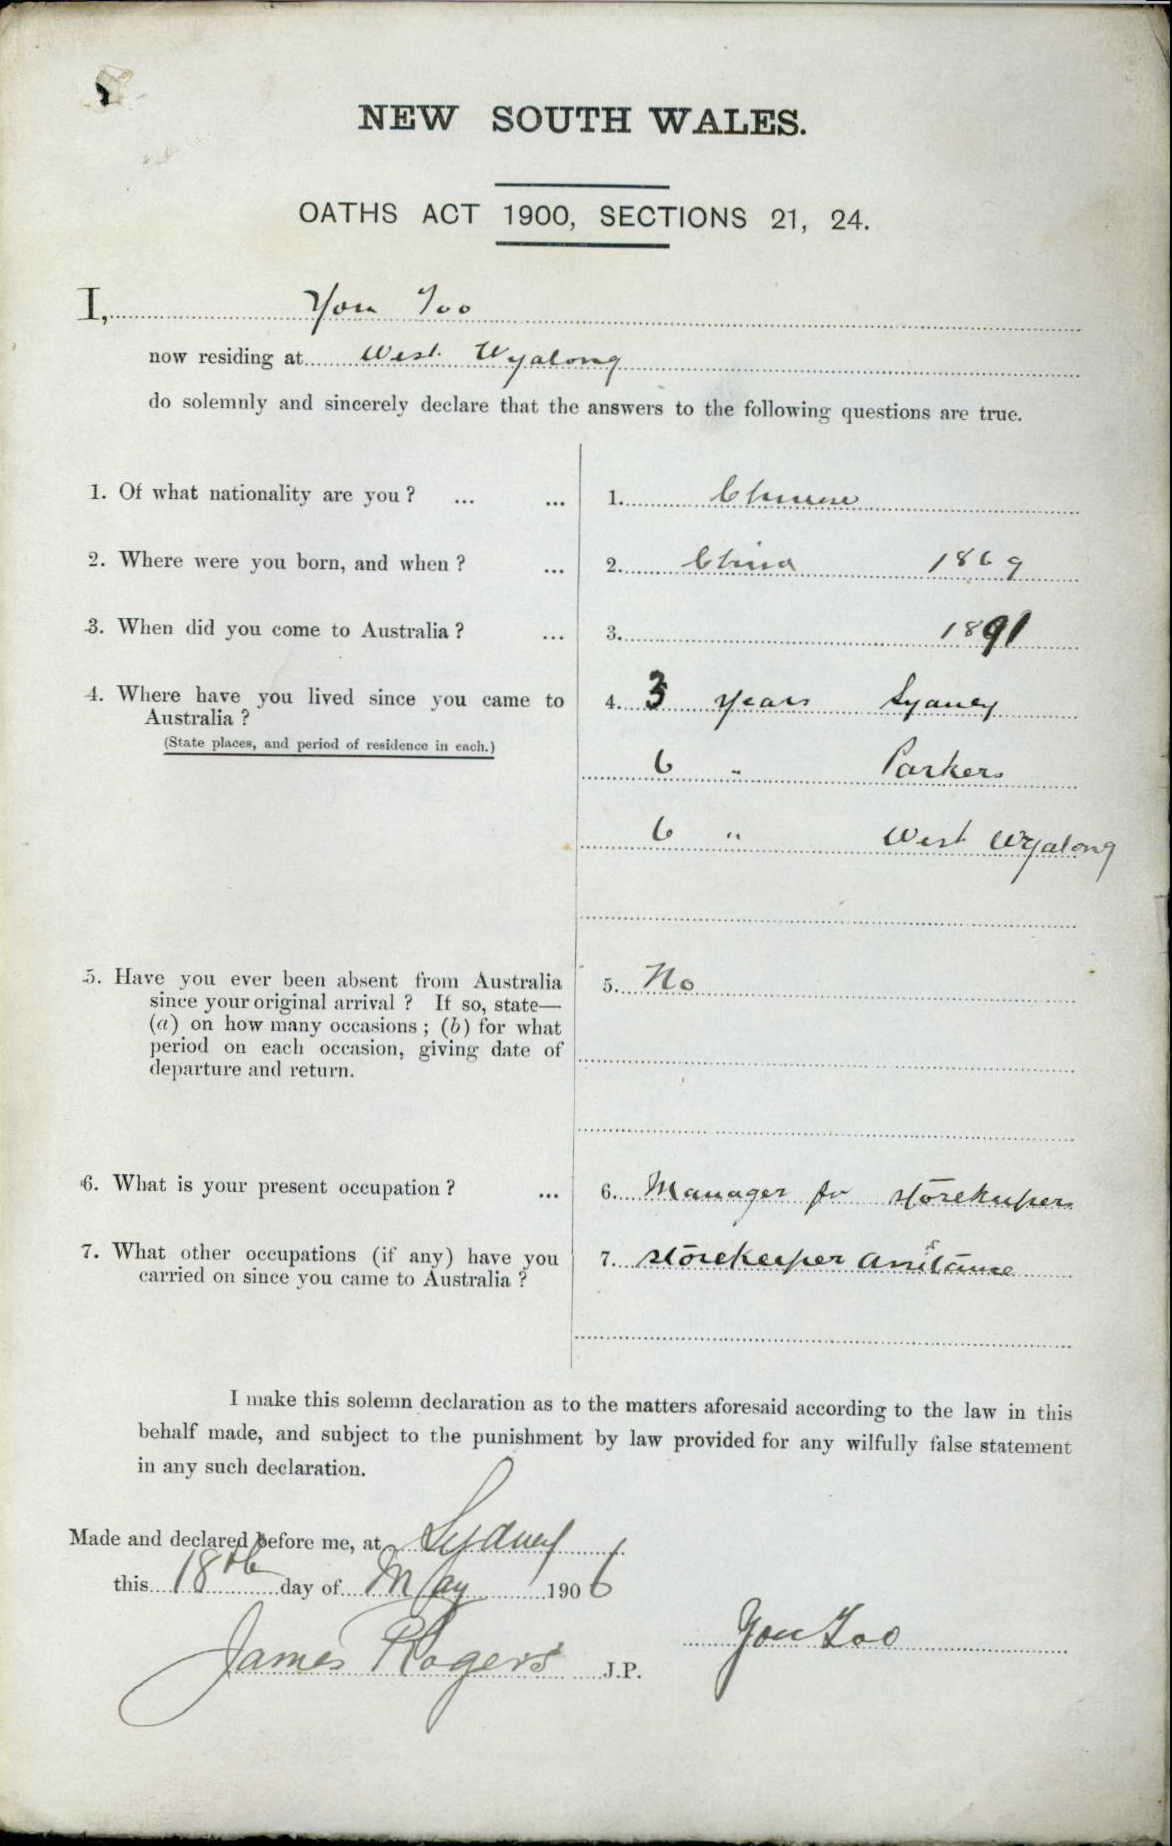 NEW SOUTH WALES.
OATHS ACT 1900, SECTIONS 21, 24.
I, You Foo
now residing at West Wyalong
do solemnly and sincerely declare that the answers to the following questions are true.
1. Of what nationality are you? ... ... 1. Chinese
2. Where were you born, and when? ... 2. China 1869
3. When did you come to Australia? ... 3. 1891
4. Where have you lived since you came to 4. 3 years Sydney
Australia?
(State places, and period of residence in each.)
6 " Parkers
6 " West Wyalong
5. Have you ever been absent from Australia 5. No
since your original arrival? If so, state—
(a) on how many occasions; (b) for what
period on each occasion, giving date of
departure and return.
6. What is your present occupation? ... 6. Manager for storekeepers
7. What other occupations (if any) have you 7. storekeeper assistance
carried on since you came to Australia?
I make this solemn declaration as to the matters aforesaid according to the law in this
behalf made, and subject to the punishment by law provided for any wilfully false statement
in any such declaration.
Made and declared before me, at Sydney
this 18th day of May 1906
You Foo
James Rogers J.P.